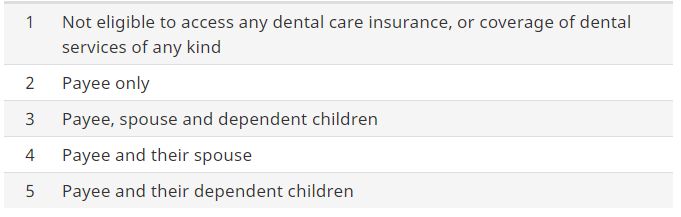 1 Not eligible to access any dental care insurance, or coverage of dental
services of any kind
2 Payee only
3 Payee, spouse and dependent children
4 Payee and their spouse
5 Payee and their dependent children